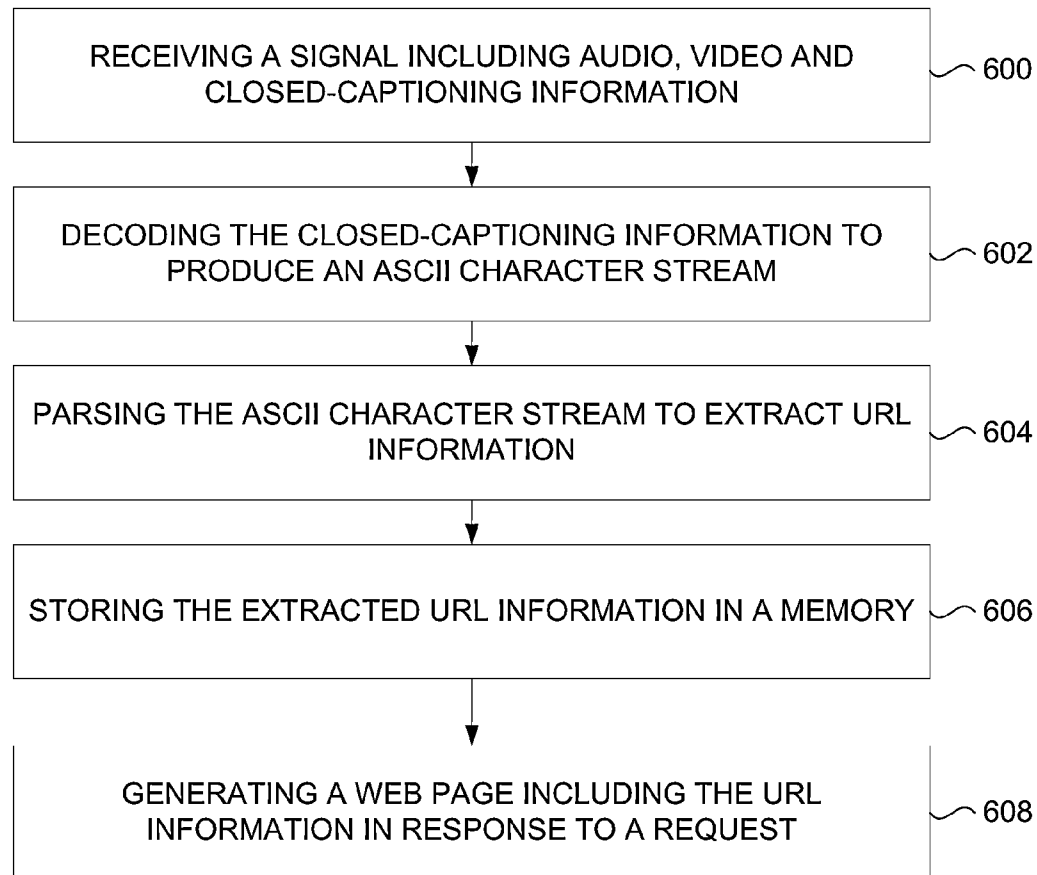 RECEIVING A SIGNAL INCLUDING AUDIO, VIDEO AND
CLOSED-CAPTIONING INFORMATION
600
DECODING THE CLOSED-CAPTIONING INFORMATION TO
PRODUCE AN ASCII CHARACTER STREAM
602
PARSING THE ASCII CHARACTER STREAM TO EXTRACT URL
INFORMATION
604
STORING THE EXTRACTED URL INFORMATION IN A MEMORY
606
GENERATING A WEB PAGE INCLUDING THE URL
INFORMATION IN RESPONSE TO A REQUEST
608